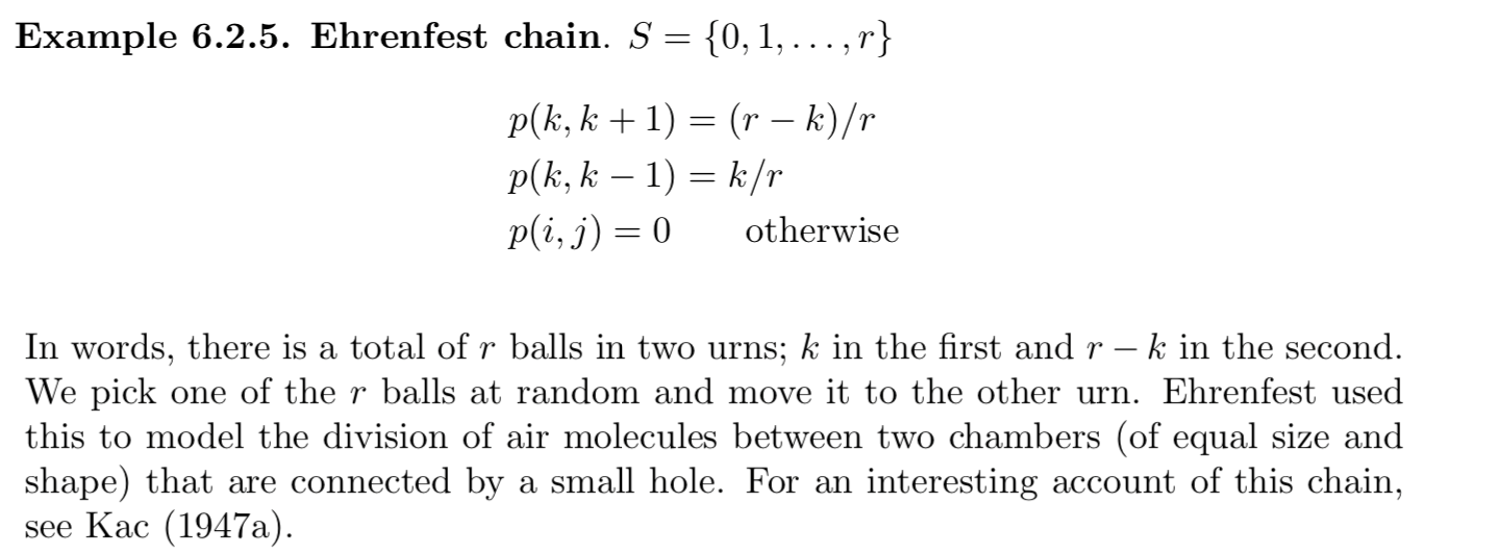 Example 6.2.5. Ehrenfest chain. S = {0, 1, . . . , r}
p(k, k + 1) = (r − k)/r
p(k, k − 1) = k/r
p(i, j) = 0 otherwise
In words, there is a total of r balls in two urns; k in the first and r − k in the second.
We pick one of the r balls at random and move it to the other urn. Ehrenfest used
this to model the division of air molecules between two chambers (of equal size and
shape) that are connected by a small hole. For an interesting account of this chain,
see Kac (1947a).